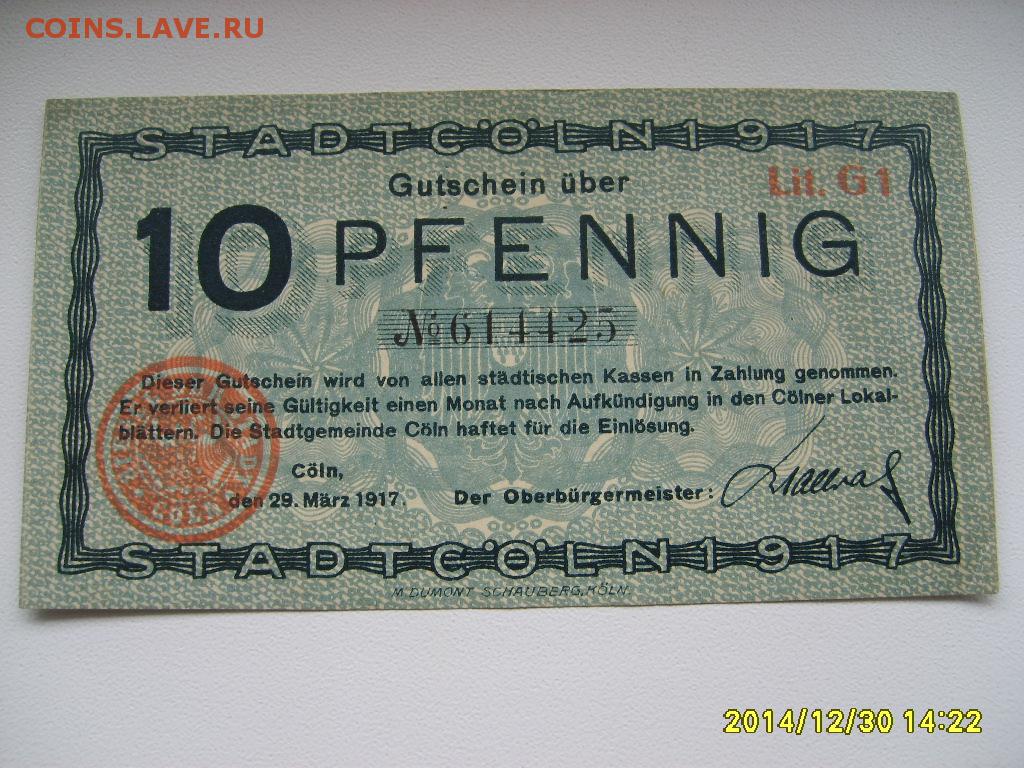 COINS.LAVE.RU
STADT CÖLN 1917
Gutschein über
Lit. G1
10 PFENNIG
№ 614425
Dieser Gutschein wird von allen städtischen Kassen in Zahlung genommen.
Er verliert seine Gültigkeit einen Monat nach Aufkündigung in den Cölner Lokal-
blättern. Die Stadtgemeinde Cöln haftet für die Einlösung.
Cöln,
den 29. März 1917.
Der Oberbürgermeister:
STADT CÖLN 1917
M. DUMONT SCHAUBERG, KÖLN.
2014/12/30 14:22